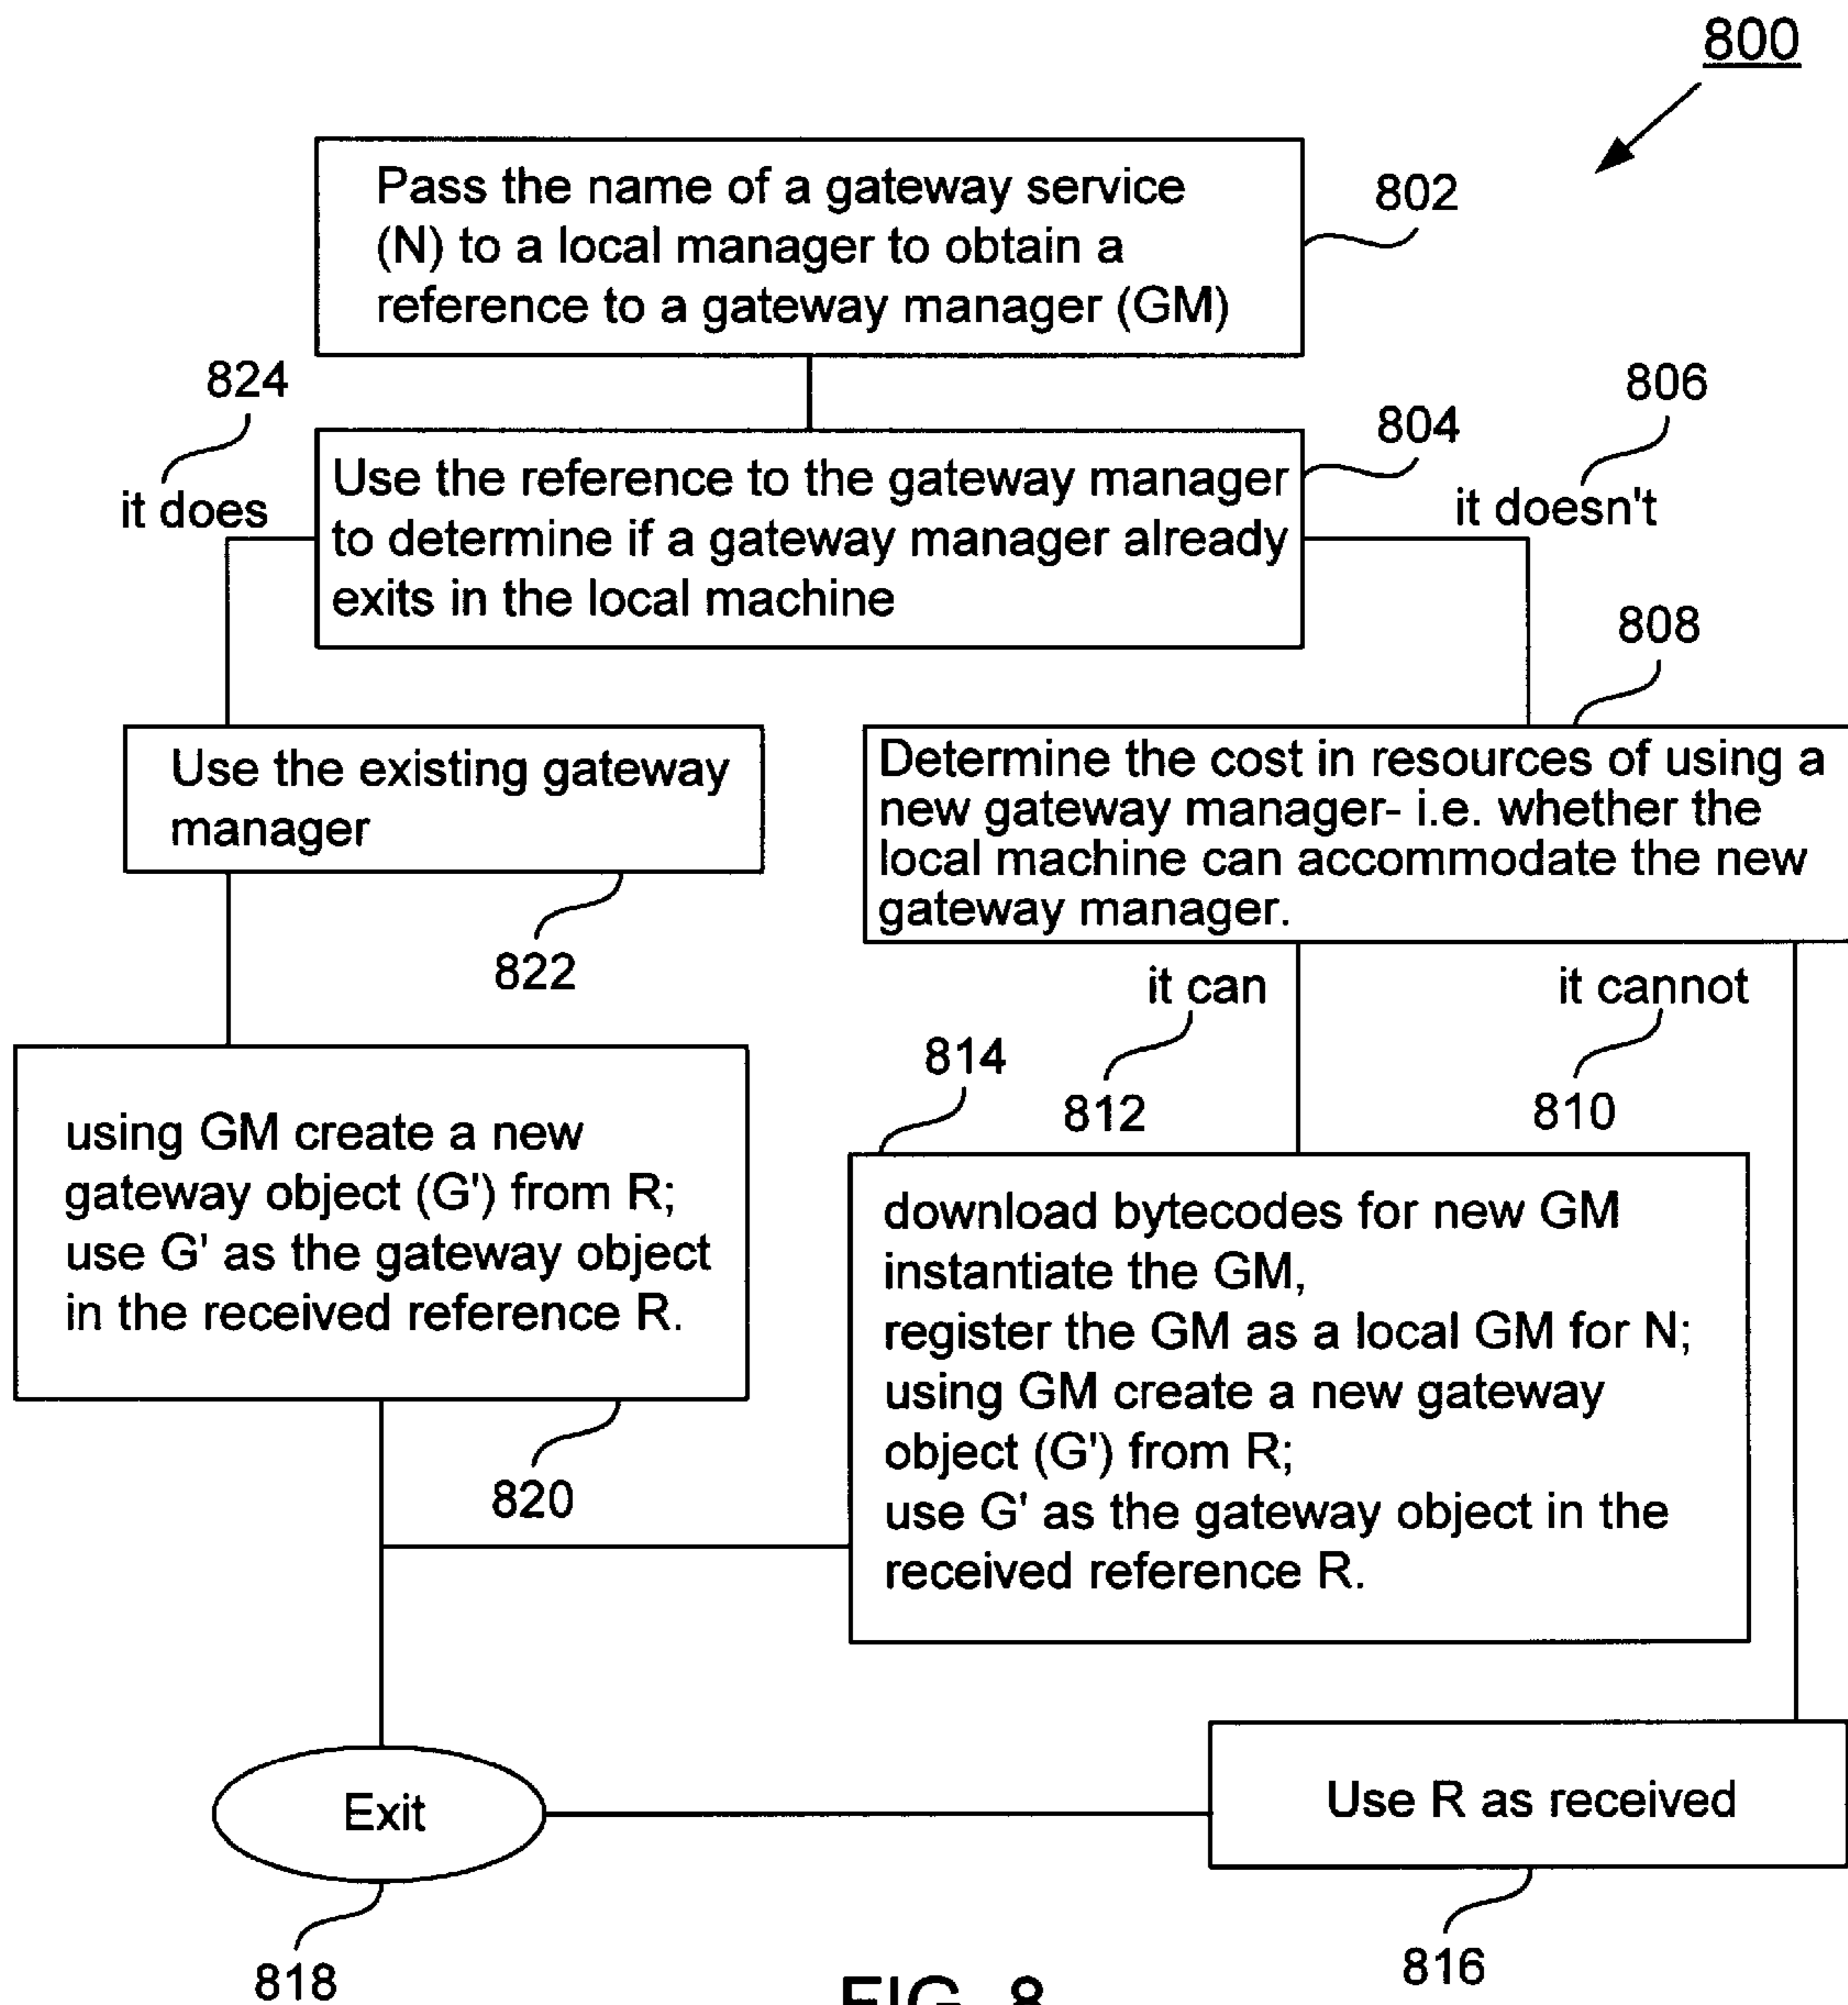 800
Pass the name of a gateway service
(N) to a local manager to obtain a
reference to a gateway manager (GM)
802
824
it does
Use the reference to the gateway manager
to determine if a gateway manager already
exits in the local machine
804
806
it doesn't
808
Use the existing gateway
manager
822
Determine the cost in resources of using a
new gateway manager- i.e. whether the
local machine can accommodate the new
gateway manager.
it can
812
it cannot
810
814
using GM create a new
gateway object (G') from R;
use G' as the gateway object
in the received reference R.
820
download bytecodes for new GM
instantiate the GM,
register the GM as a local GM for N;
using GM create a new gateway
object (G') from R;
use G' as the gateway object in the
received reference R.
Exit
818
Use R as received
816
FIG. 8